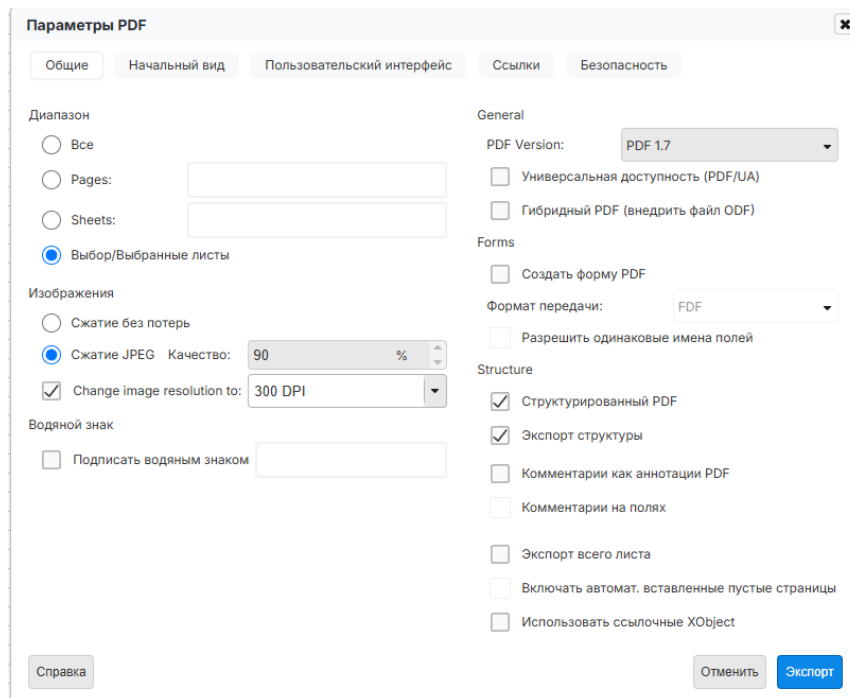 Параметры PDF
Общие
Начальный вид
Пользовательский интерфейс
Ссылки
Безопасность
Диапазон
Все
Pages:
Sheets:
Выбор/Выбранные листы
Изображения
Сжатие без потерь
Сжатие JPEG Качество: 90 %
Change image resolution to: 300 DPI
Водяной знак
Подписать водяным знаком
General
PDF Version: PDF 1.7
Универсальная доступность (PDF/UA)
Гибридный PDF (внедрить файл ODF)
Forms
Создать форму PDF
Формат передачи: FDF
Разрешить одинаковые имена полей
Structure
Структурированный PDF
Экспорт структуры
Комментарии как аннотации PDF
Комментарии на полях
Экспорт всего листа
Включать автомат. вставленные пустые страницы
Использовать ссылочные XObject
Справка
Отменить
Экспорт